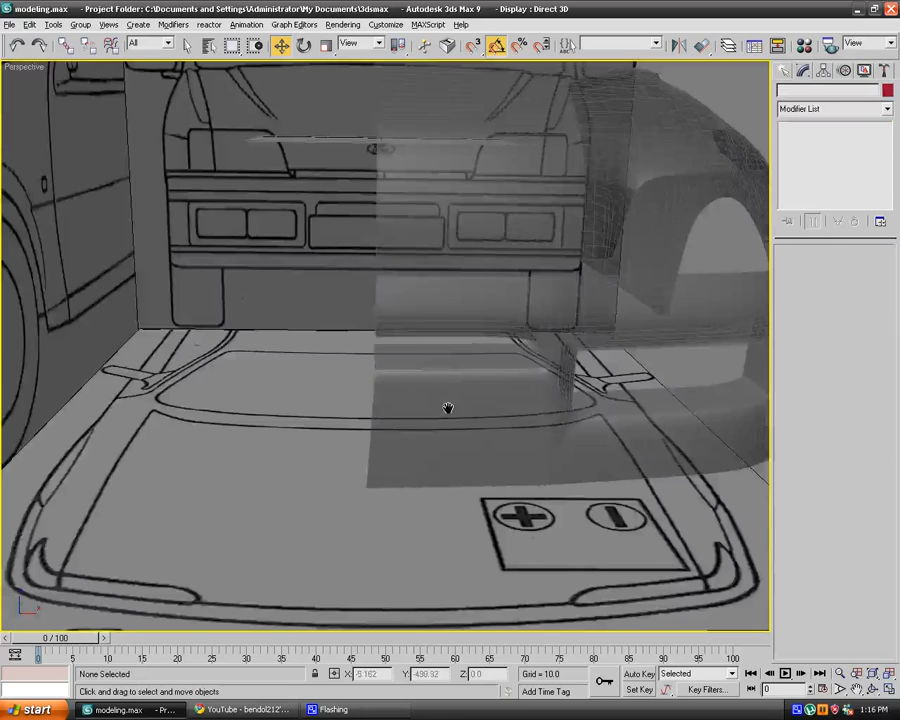 modeling.max - Project Folder: C:\Documents and Settings\Administrator\My Documents\3dsmax - Autodesk 3ds Max 9 - Display : Direct 3D
File Edit Tools Group Views Create Modifiers reactor Animation Graph Editors Rendering Customize MAXScript Help
All View View
Perspective
Modifier List
0 / 100
0 5 10 15 20 25 30 35 40 45 50 55 60 65 70 75 80 85 90 95 100
None Selected X: Y: Z: 0.0 Grid = 10.0 Auto Key Selected
Click and drag to select and move objects Add Time Tag Set Key Key Filters... 0
start modeling.max - Pr... YouTube - bendol212'... Flashing 1:16 PM